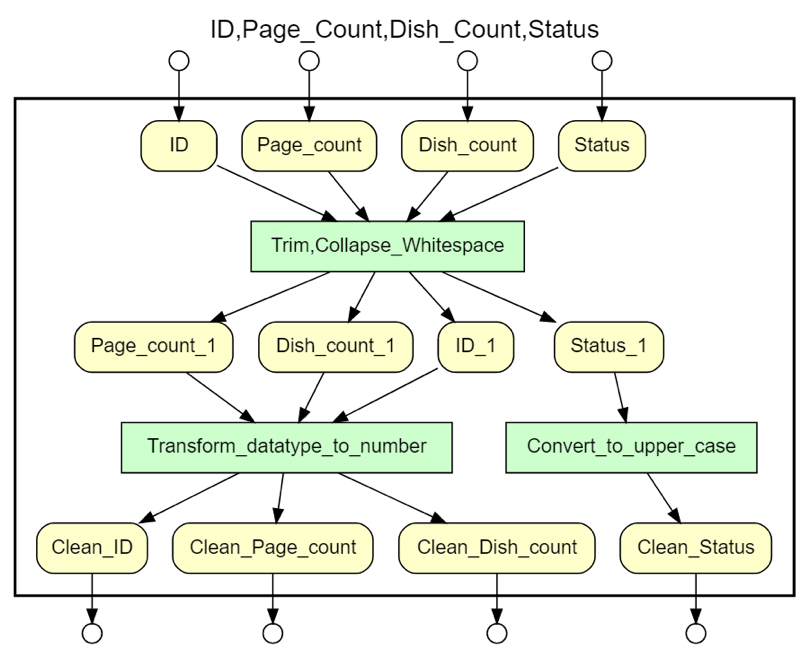 ID,Page_Count,Dish_Count,Status
ID
Page_count
Dish_count
Status
Trim,Collapse_Whitespace
Page_count_1
Dish_count_1
ID_1
Status_1
Transform_datatype_to_number
Convert_to_upper_case
Clean_ID
Clean_Page_count
Clean_Dish_count
Clean_Status